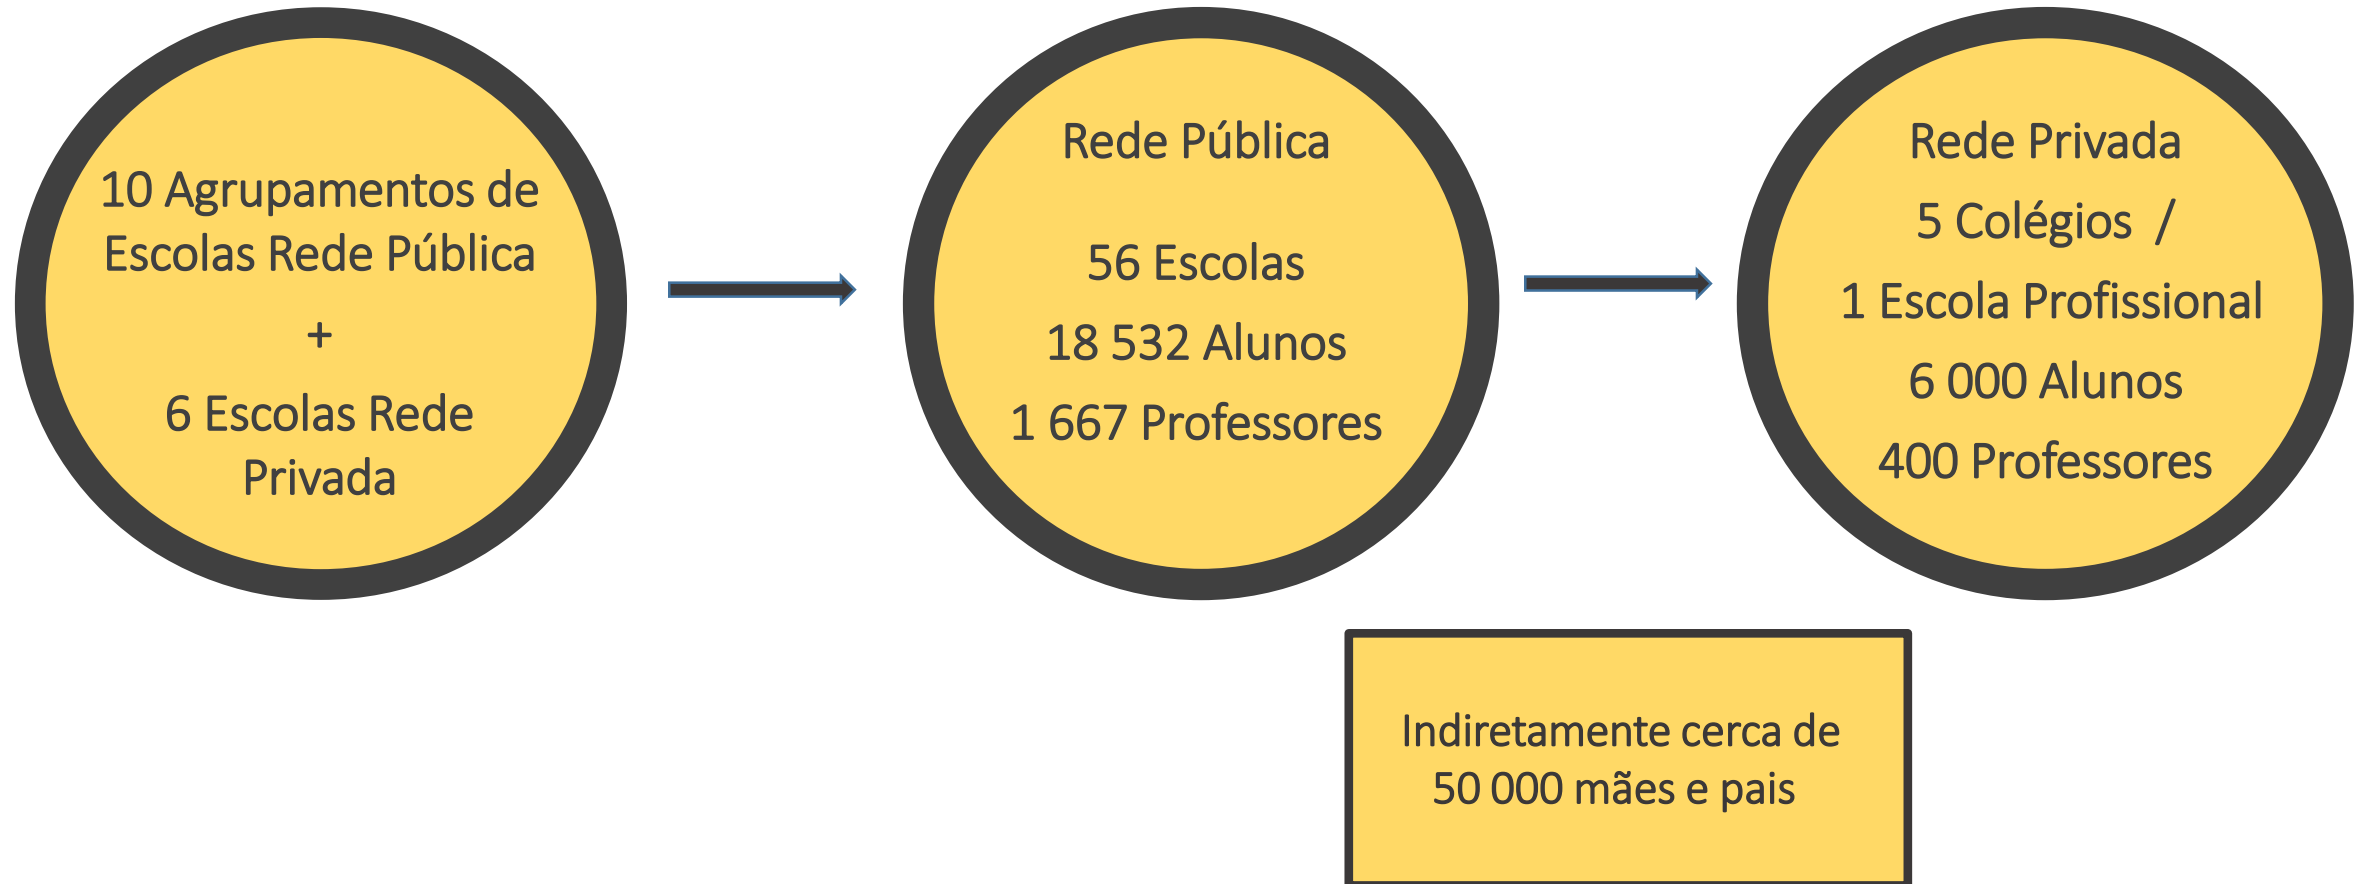 10 Agrupamentos de
Escolas Rede Pública
+
6 Escolas Rede
Privada
Rede Pública
56 Escolas
18 532 Alunos
1 667 Professores
Rede Privada
5 Colégios /
1 Escola Profissional
6 000 Alunos
400 Professores
Indiretamente cerca de
50 000 mães e pais